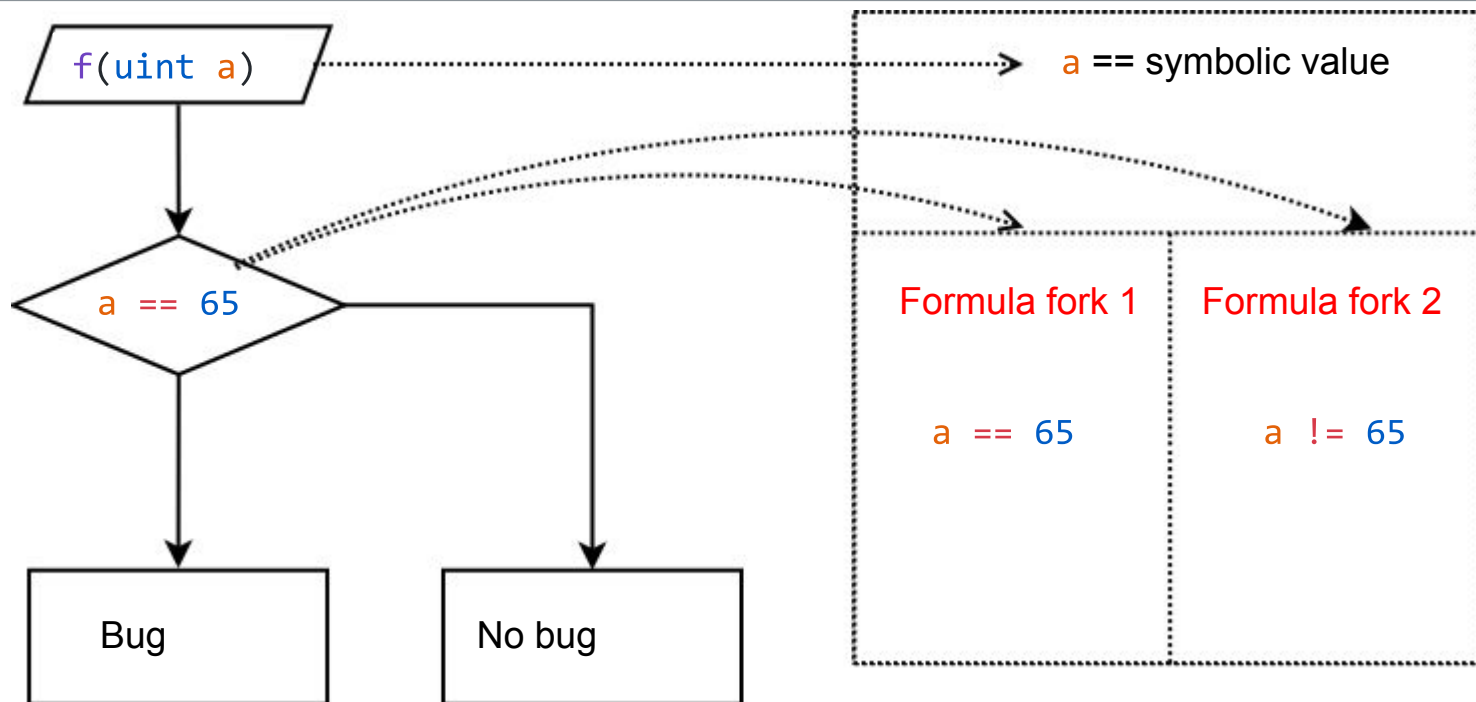 f(uint a)
a == symbolic value
a == 65
Formula fork 1
Formula fork 2
a == 65
a != 65
Bug
No bug